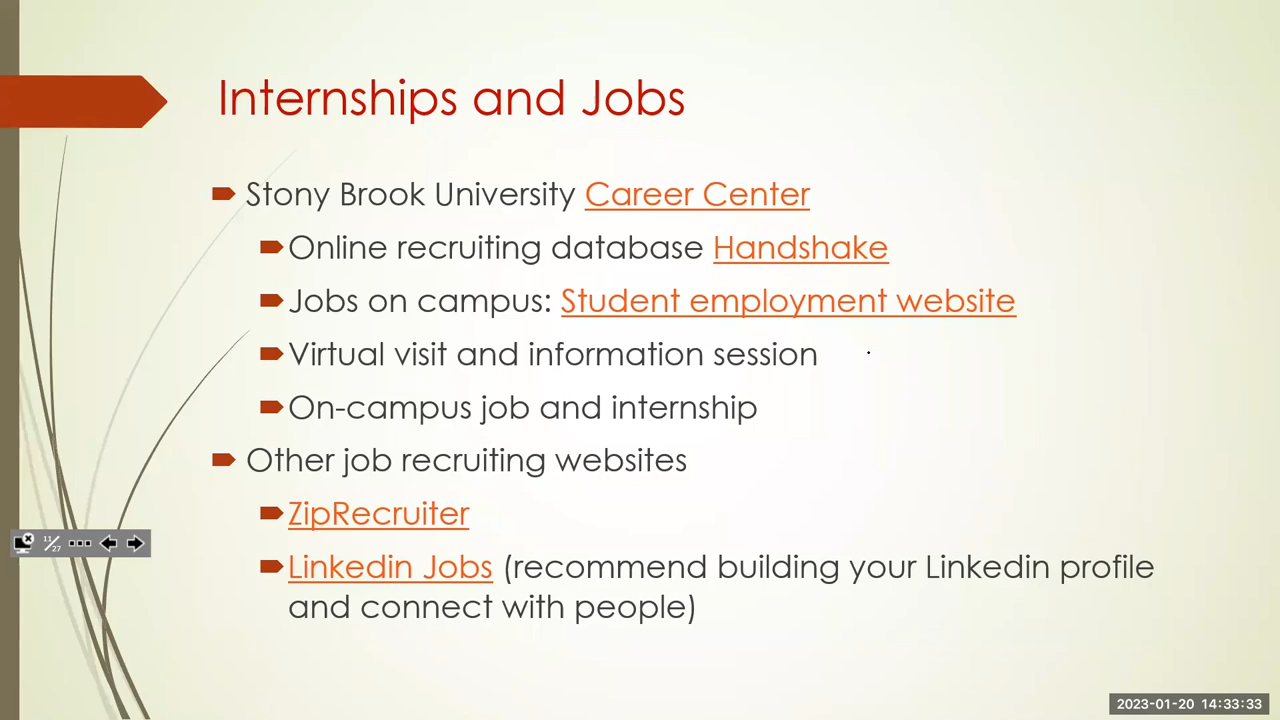 Internships and Jobs
Stony Brook University Career Center
Online recruiting database Handshake
Jobs on campus: Student employment website
Virtual visit and information session
On-campus job and internship
Other job recruiting websites
ZipRecruiter
Linkedin Jobs (recommend building your Linkedin profile
and connect with people)
11/27
2023-01-20 14:33:33